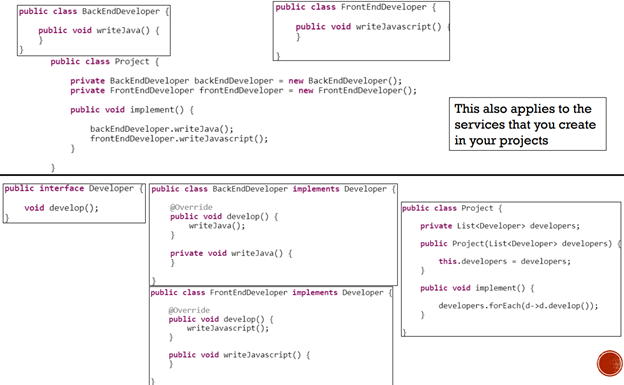 public class BackEndDeveloper {
public void writeJava() {
}
}
public class FrontEndDeveloper {
public void writeJavascript() {
}
}
public class Project {
private BackEndDeveloper backEndDeveloper = new BackEndDeveloper();
private FrontEndDeveloper frontEndDeveloper = new FrontEndDeveloper();
public void implement() {
backEndDeveloper.writeJava();
frontEndDeveloper.writeJavascript();
}
}
This also applies to the
services that you create
in your projects
public interface Developer {
void develop();
}
public class BackEndDeveloper implements Developer {
@Override
public void develop() {
writeJava();
}
private void writeJava() {
}
}
public class FrontEndDeveloper implements Developer {
@Override
public void develop() {
writeJavascript();
}
public void writeJavascript() {
}
}
public class Project {
private List<Developer> developers;
public Project(List<Developer> developers) {
this.developers = developers;
}
public void implement() {
developers.forEach(d->d.develop());
}
}